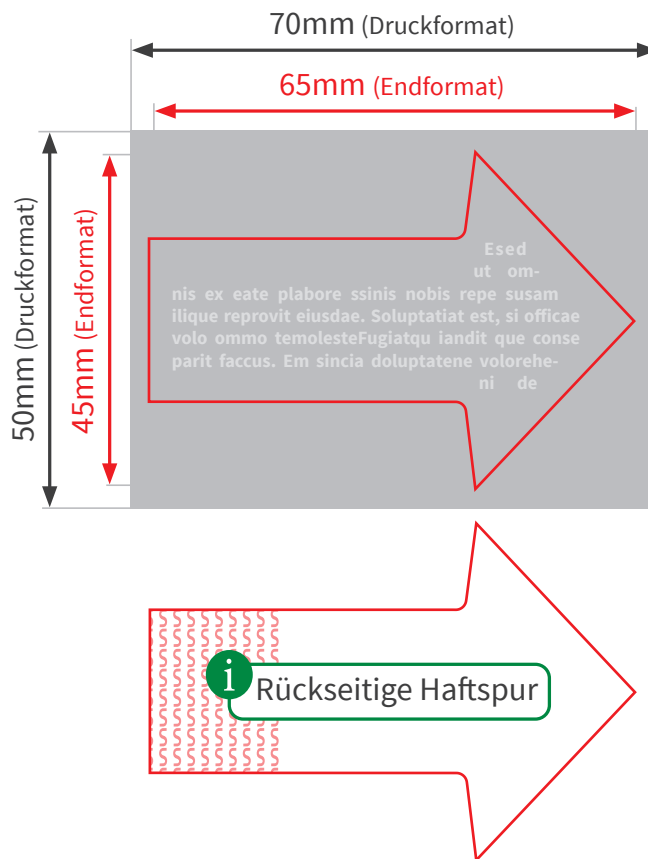 70mm (Druckformat)
65mm (Endformat)
50mm (Druckformat)
45mm (Endformat)
Esed
ut om-
nis ex eate plabore ssinis nobis repe susam
ilique reprovit eiusdae. Soluptatiat est, si officae
volo ommo temolesteFugiatqu iandit que conse
parit faccus. Em sincia doluptatene volorehe-
ni de
i
Rückseitige Haftspur